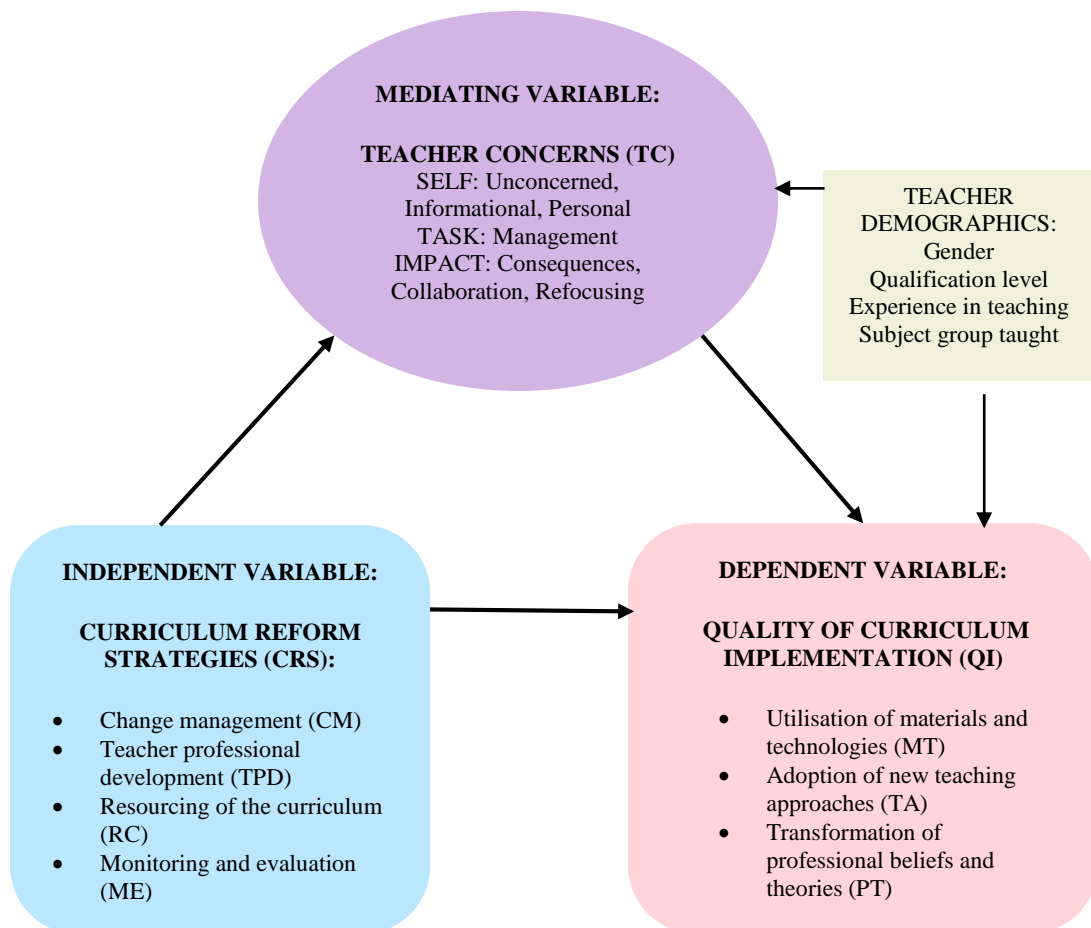 MEDIATING VARIABLE:
TEACHER CONCERNS (TC)
SELF: Unconcerned,
Informational, Personal
TASK: Management
IMPACT: Consequences,
Collaboration, Refocusing
TEACHER
DEMOGRAPHICS:
Gender
Qualification level
Experience in teaching
Subject group taught
INDEPENDENT VARIABLE:
CURRICULUM REFORM
STRATEGIES (CRS):
• Change management (CM)
• Teacher professional
development (TPD)
• Resourcing of the curriculum
(RC)
• Monitoring and evaluation
(ME)
DEPENDENT VARIABLE:
QUALITY OF CURRICULUM
IMPLEMENTATION (QI)
• Utilisation of materials and
technologies (MT)
• Adoption of new teaching
approaches (TA)
• Transformation of
professional beliefs and
theories (PT)